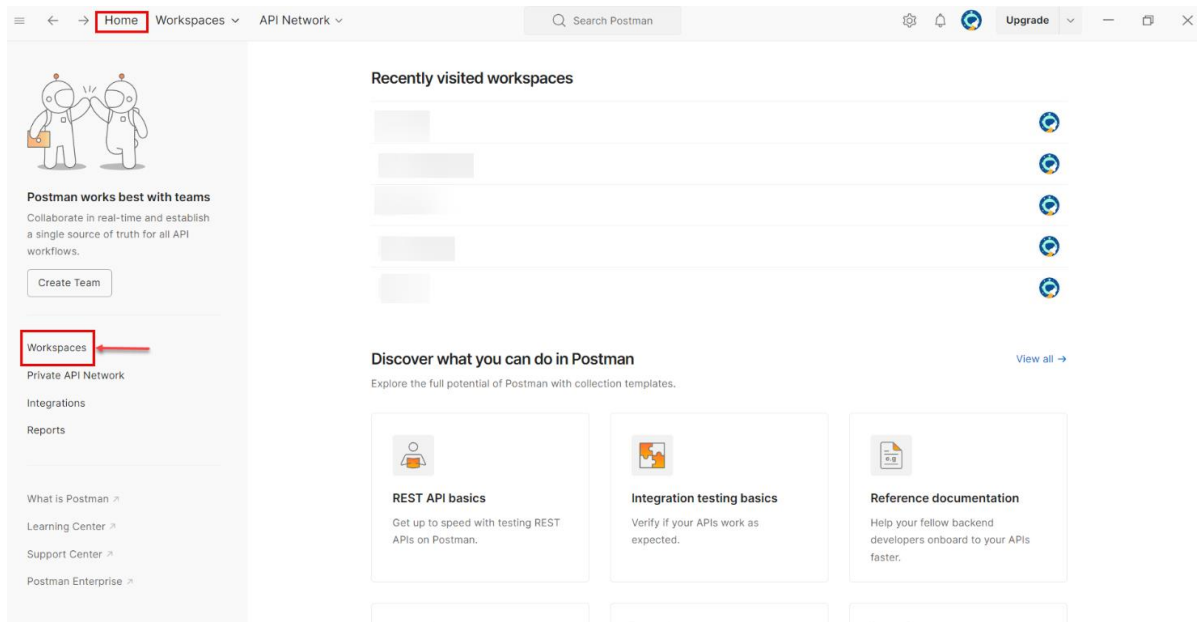 Home Workspaces API Network Search Postman Upgrade
Postman works best with teams
Collaborate in real-time and establish
a single source of truth for all API
workflows.
Create Team
Workspaces
Private API Network
Integrations
Reports
What is Postman
Learning Center
Support Center
Postman Enterprise
Recently visited workspaces
Discover what you can do in Postman View all →
Explore the full potential of Postman with collection templates.
REST API basics
Get up to speed with testing REST
APIs on Postman.
Integration testing basics
Verify if your APIs work as
expected.
e.g
Reference documentation
Help your fellow backend
developers onboard to your APIs
faster.